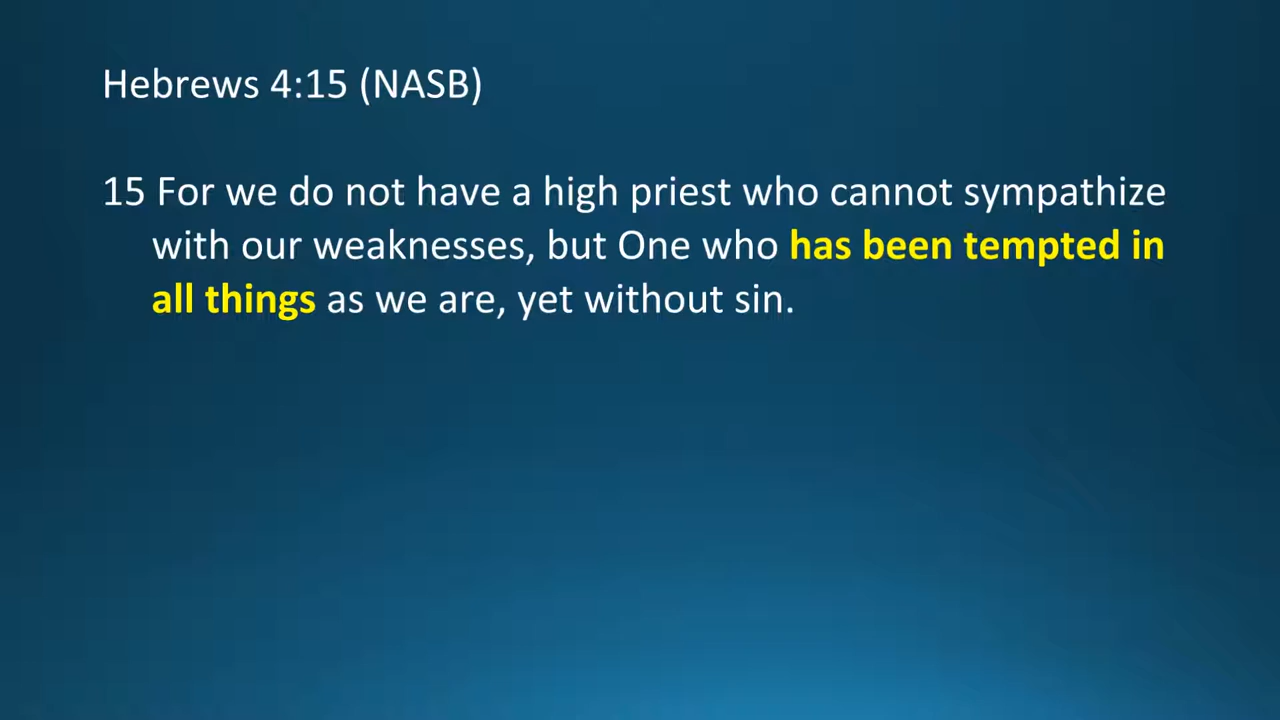 Hebrews 4:15 (NASB)
15 For we do not have a high priest who cannot sympathize
with our weaknesses, but One who has been tempted in
all things as we are, yet without sin.